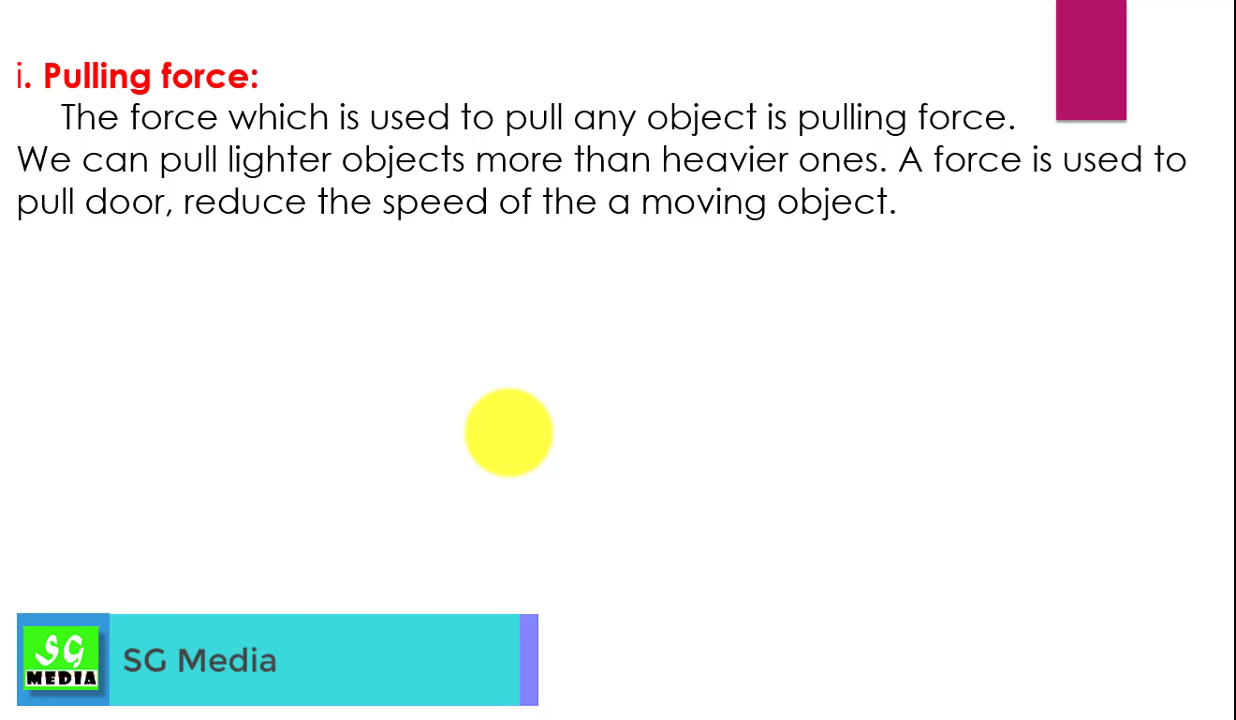 i. Pulling force:
The force which is used to pull any object is pulling force.
We can pull lighter objects more than heavier ones. A force is used to
pull door, reduce the speed of the a moving object.
SG
MEDIA
SG Media